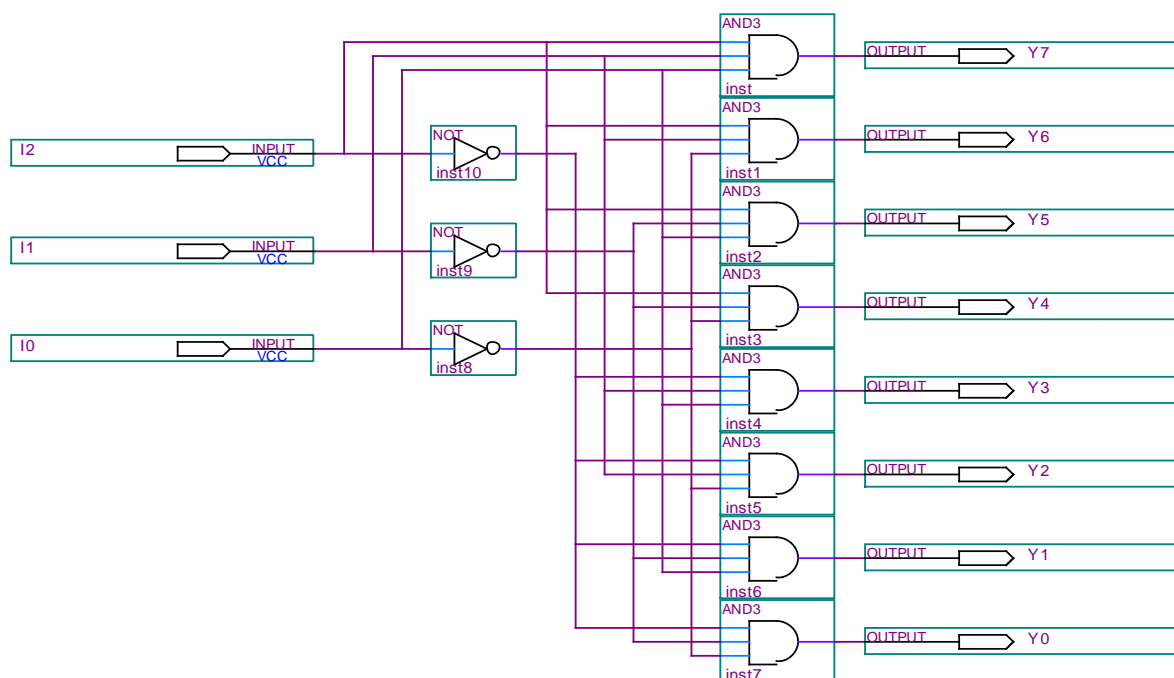 AND3
OUTPUT Y7
inst
AND3
OUTPUT Y6
I2 INPUT
VCC
NOT
inst10
inst1
AND3
OUTPUT Y5
I1 INPUT
VCC
NOT
inst9
inst2
AND3
OUTPUT Y4
I0 INPUT
VCC
NOT
inst8
inst3
AND3
OUTPUT Y3
inst4
AND3
OUTPUT Y2
inst5
AND3
OUTPUT Y1
inst6
AND3
OUTPUT Y0
inst7